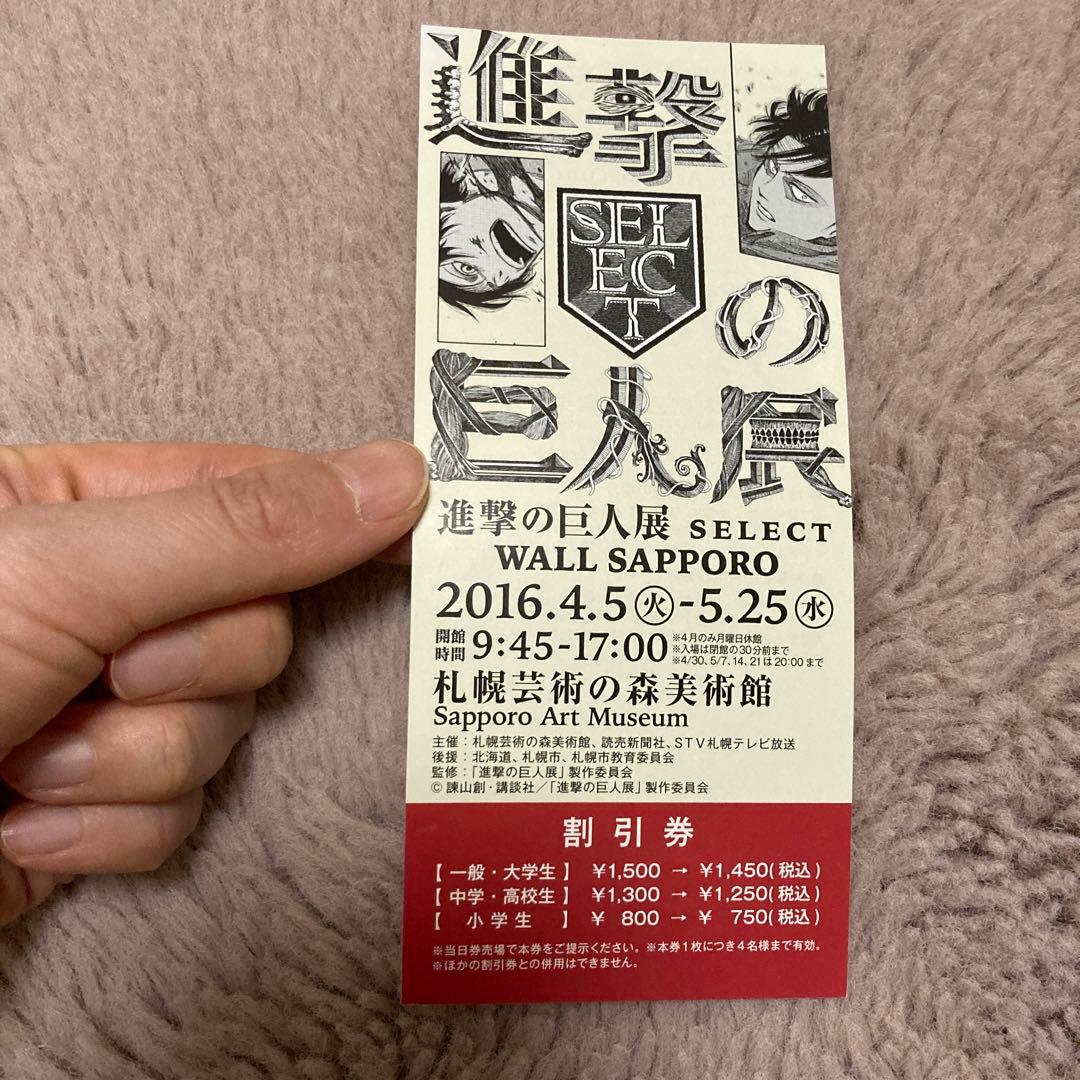 進撃
SELECT
の
巨人展
進撃の巨人展 SELECT
WALL SAPPORO
2016.4.5㊋-5.25㊌
開館時間 9:45-17:00
※4月のみ月曜日休館
※入場は閉館の30分前まで
※4/30、5/7、14、21は20:00まで
札幌芸術の森美術館
Sapporo Art Museum
主催:札幌芸術の森美術館、読売新聞社、STV札幌テレビ放送
後援:北海道、札幌市、札幌市教育委員会
監修:「進撃の巨人展」製作委員会
© 諫山創・講談社/「進撃の巨人展」製作委員会
割引券
【一般・大学生】 ¥1,500 → ¥1,450(税込)
【中学・高校生】 ¥1,300 → ¥1,250(税込)
【小学生】 ¥ 800 → ¥ 750(税込)
※当日券売場で本券をご提示ください。※本券1枚につき4名様まで有効。
※ほかの割引券との併用はできません。